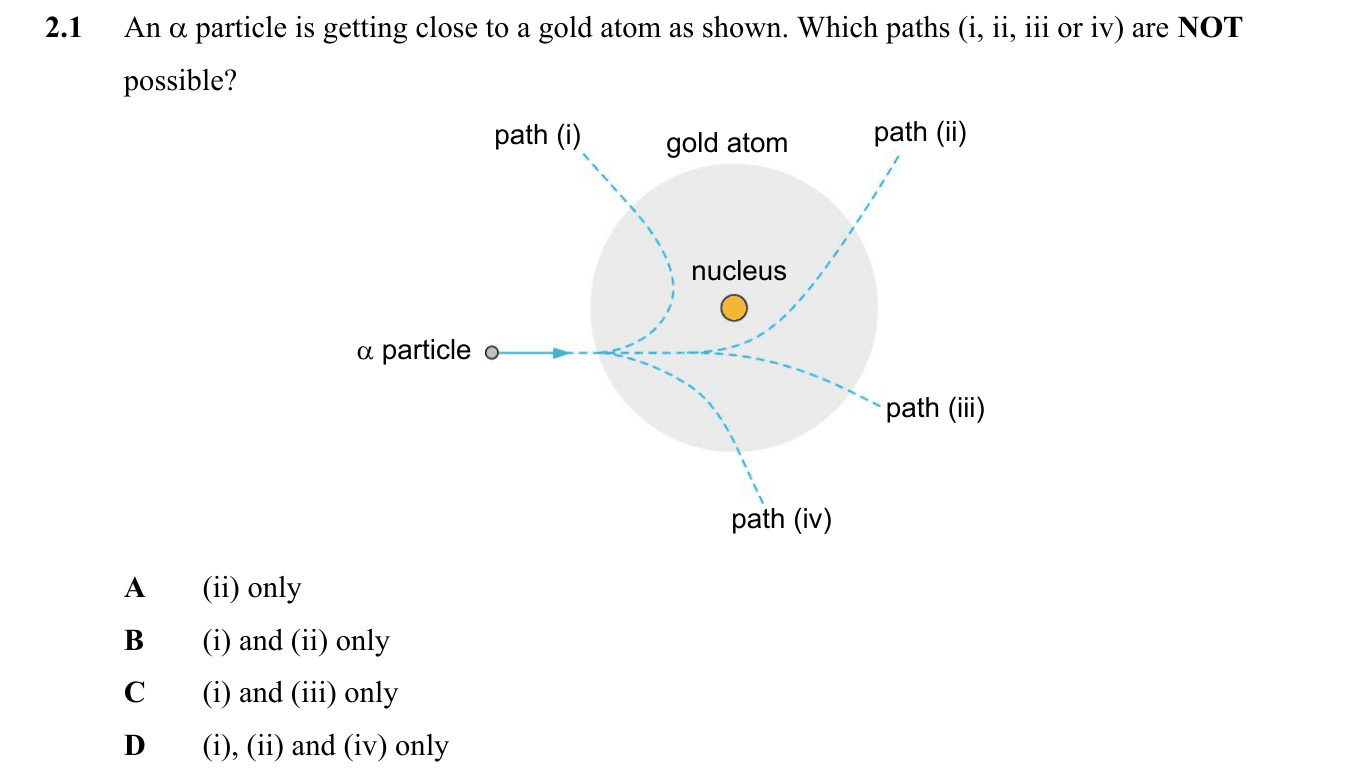 2.1 An α particle is getting close to a gold atom as shown. Which paths (i, ii, iii or iv) are NOT
possible?
path (i)
gold atom
path (ii)
nucleus
α particle
path (iii)
path (iv)
A (ii) only
B (i) and (ii) only
C (i) and (iii) only
D (i), (ii) and (iv) only